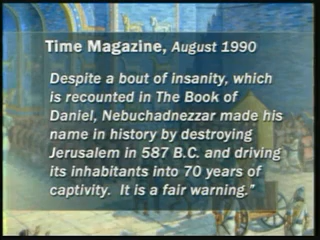 Time Magazine, August 1990
Despite a bout of insanity, which
is recounted in The Book of
Daniel, Nebuchadnezzar made his
name in history by destroying
Jerusalem in 587 B.C. and driving
its inhabitants into 70 years of
captivity.  It is a fair warning.”